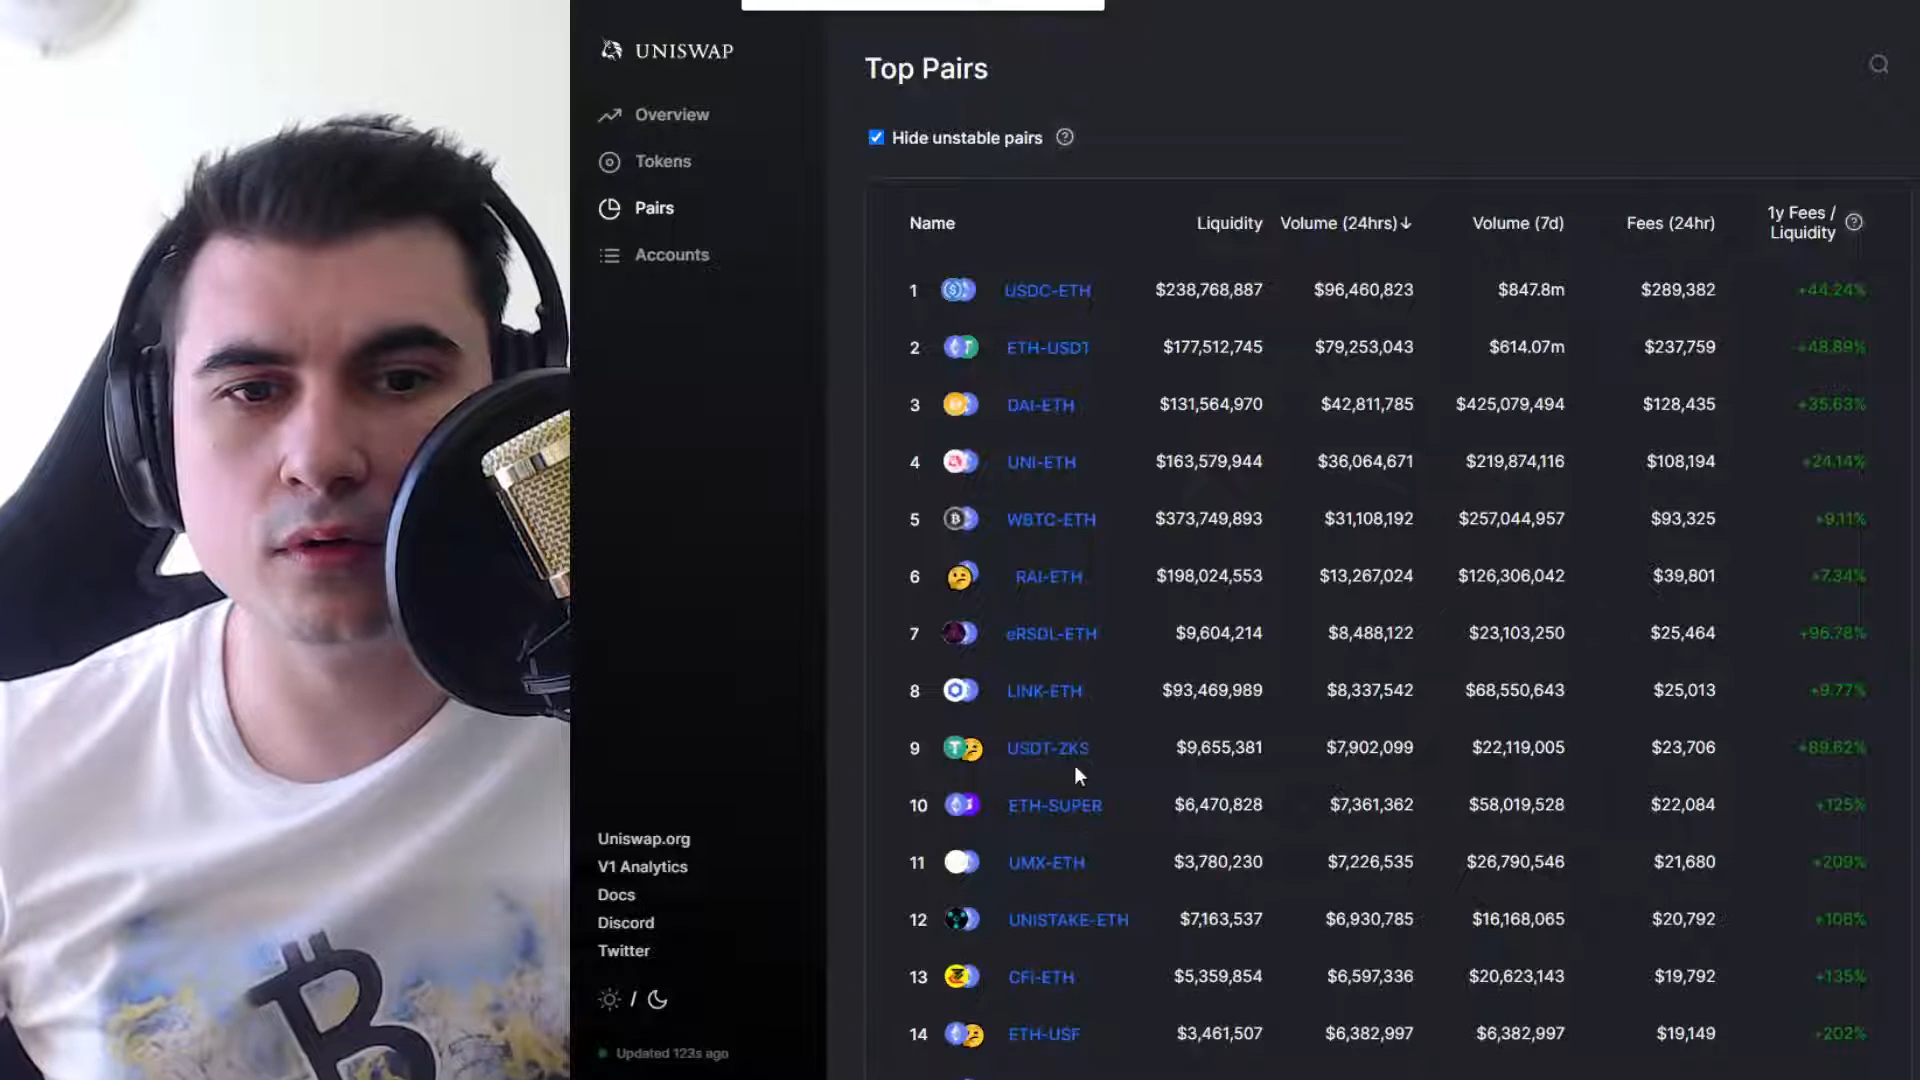 UNISWAP
Overview
Tokens
Pairs
Accounts
Uniswap.org
V1 Analytics
Docs
Discord
Twitter
/
Updated 123s ago
Top Pairs
Hide unstable pairs ?
Name Liquidity Volume (24hrs)↓ Volume (7d) Fees (24hr) 1y Fees / Liquidity ?
1 USDC-ETH $238,768,887 $96,460,823 $847.8m $289,382 +44.24%
2 ETH-USDT $177,512,745 $79,253,043 $614.07m $237,759 +48.89%
3 DAI-ETH $131,564,970 $42,811,785 $425,079,494 $128,435 +35.63%
4 UNI-ETH $163,579,944 $36,064,671 $219,874,116 $108,194 +24.14%
5 WBTC-ETH $373,749,893 $31,108,192 $257,044,957 $93,325 +9.11%
6 RAI-ETH $198,024,553 $13,267,024 $126,306,042 $39,801 +7.34%
7 eRSDL-ETH $9,604,214 $8,488,122 $23,103,250 $25,464 +96.78%
8 LINK-ETH $93,469,989 $8,337,542 $68,550,643 $25,013 +9.77%
9 USDT-ZKS $9,655,381 $7,902,099 $22,119,005 $23,706 +89.62%
10 ETH-SUPER $6,470,828 $7,361,362 $58,019,528 $22,084 +125%
11 UMX-ETH $3,780,230 $7,226,535 $26,790,546 $21,680 +209%
12 UNISTAKE-ETH $7,163,537 $6,930,785 $16,168,065 $20,792 +106%
13 CFi-ETH $5,359,854 $6,597,336 $20,623,143 $19,792 +135%
14 ETH-USF $3,461,507 $6,382,997 $6,382,997 $19,149 +202%